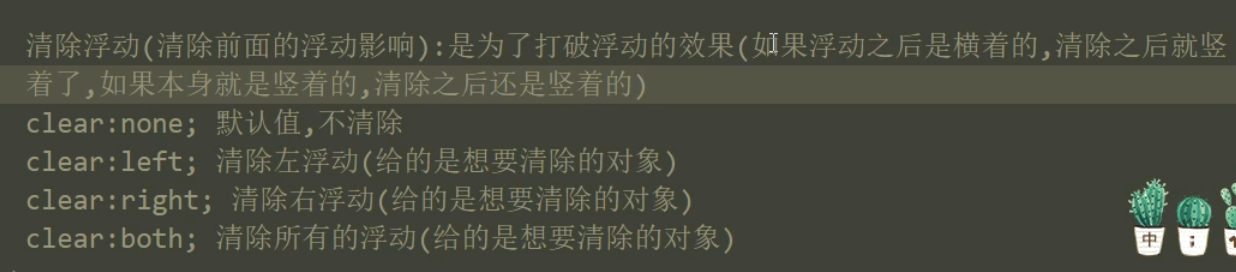 清除浮动(清除前面的浮动影响):是为了打破浮动的效果(如果浮动之后是横着的,清除之后就竖
着了,如果本身就是竖着的,清除之后还是竖着的)
clear:none; 默认值,不清除
clear:left; 清除左浮动(给的是想要清除的对象)
clear:right; 清除右浮动(给的是想要清除的对象)
clear:both; 清除所有的浮动(给的是想要清除的对象)
中 ;